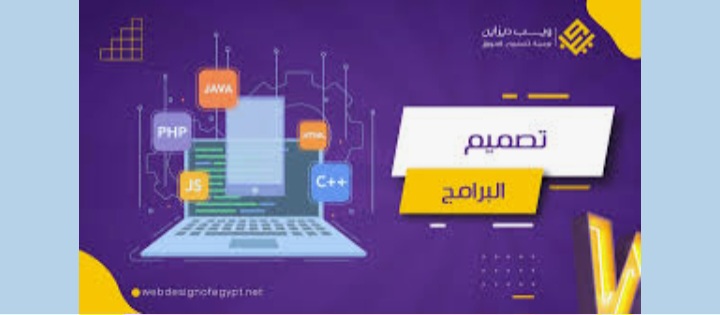 ويب ديزاين
تصميم
البرامج
JAVA
PHP
HTML
JS
C++
webdesignofegypt.net